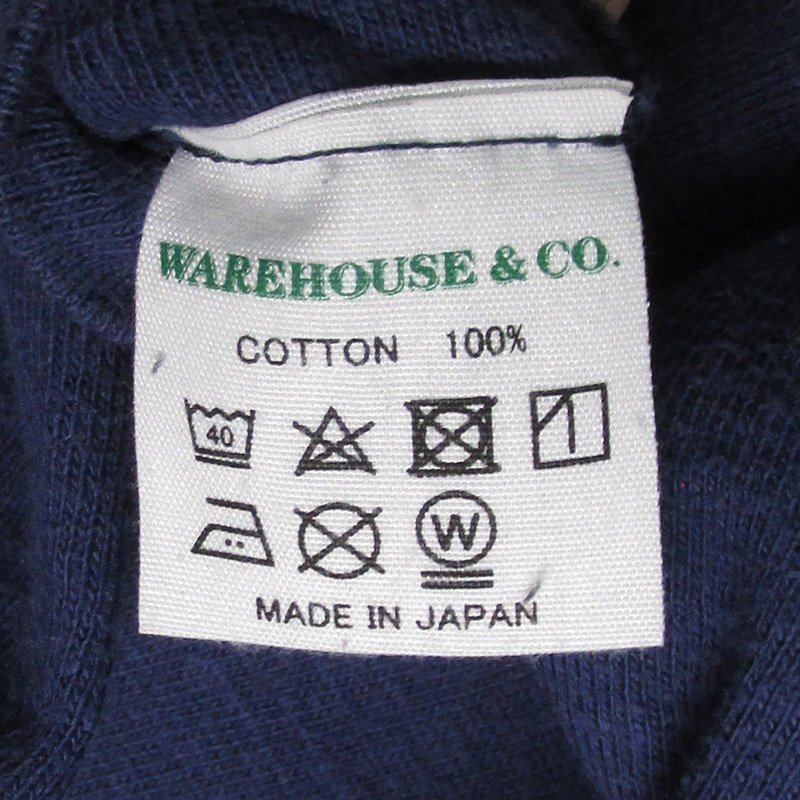 WAREHOUSE & CO.
COTTON 100%
40
W
MADE IN JAPAN